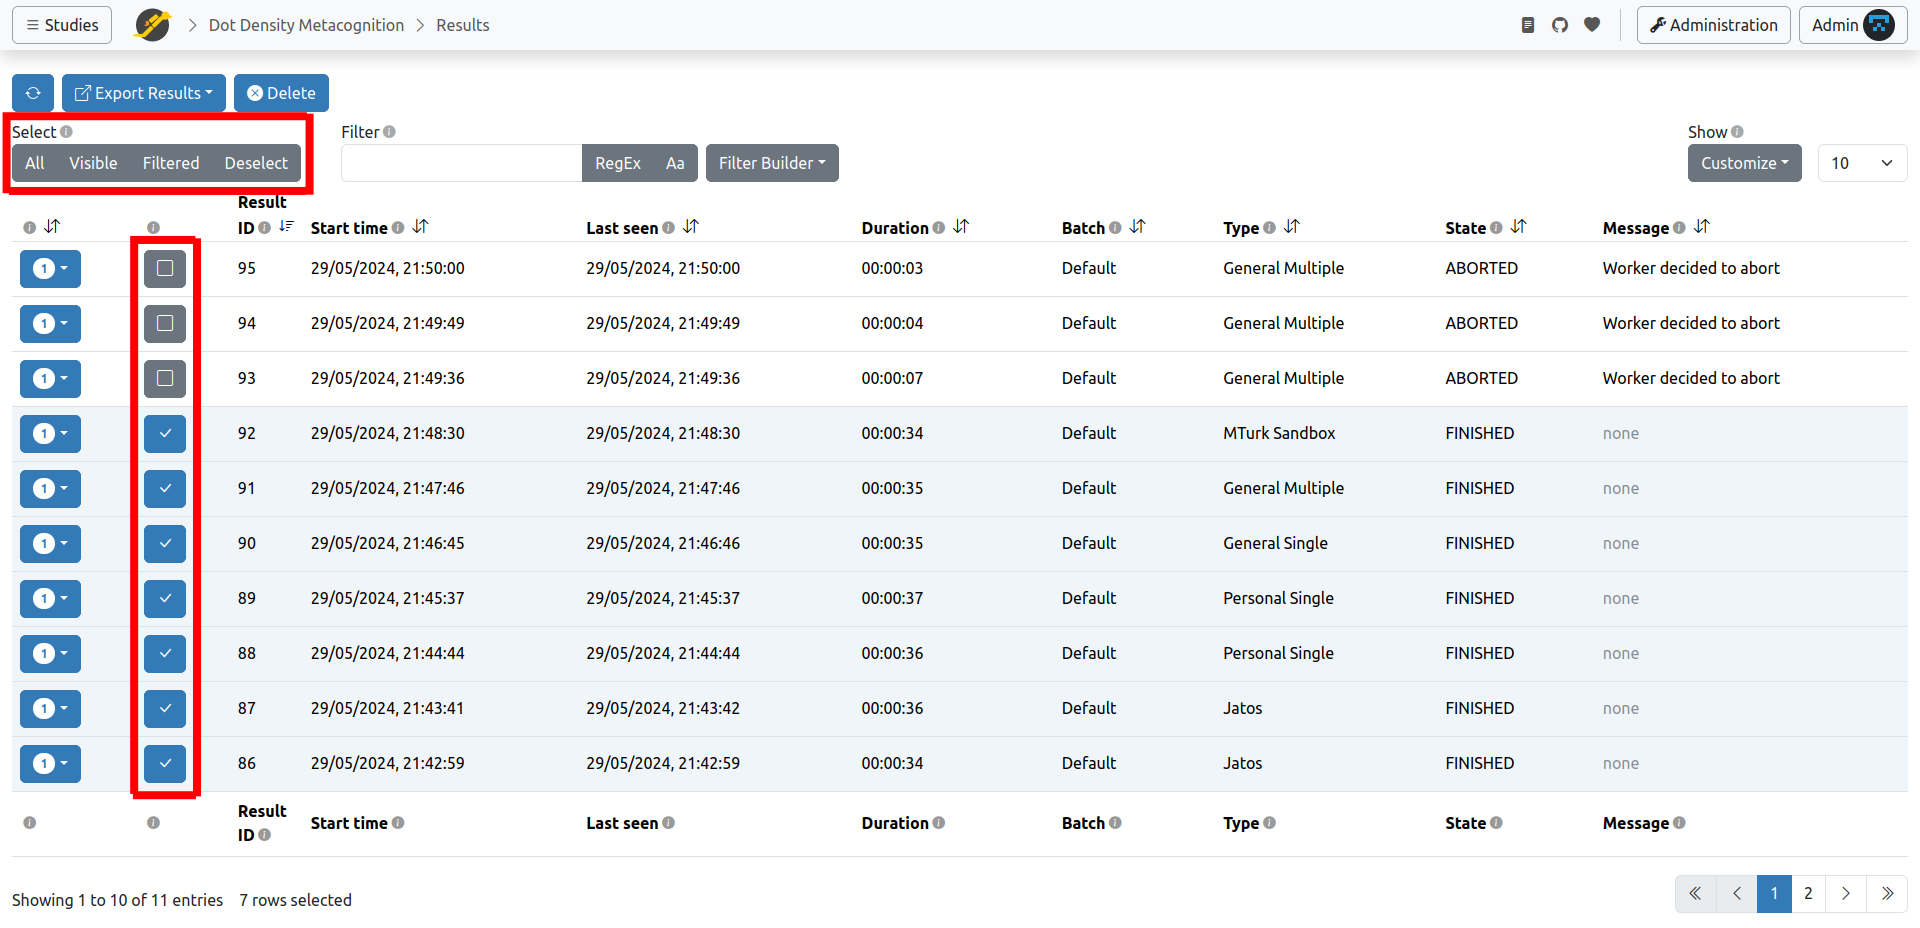 Studies
Dot Density Metacognition
Results
Administration
Admin
Export Results
Delete
Select
All Visible Filtered Deselect
Filter
RegEx Aa
Filter Builder
Show
Customize
10
Result ID Start time Last seen Duration Batch Type State Message
1 95 29/05/2024, 21:50:00 29/05/2024, 21:50:00 00:00:03 Default General Multiple ABORTED Worker decided to abort
1 94 29/05/2024, 21:49:49 29/05/2024, 21:49:49 00:00:04 Default General Multiple ABORTED Worker decided to abort
1 93 29/05/2024, 21:49:36 29/05/2024, 21:49:36 00:00:07 Default General Multiple ABORTED Worker decided to abort
1 92 29/05/2024, 21:48:30 29/05/2024, 21:48:30 00:00:34 Default MTurk Sandbox FINISHED none
1 91 29/05/2024, 21:47:46 29/05/2024, 21:47:46 00:00:35 Default General Multiple FINISHED none
1 90 29/05/2024, 21:46:45 29/05/2024, 21:46:46 00:00:35 Default General Single FINISHED none
1 89 29/05/2024, 21:45:37 29/05/2024, 21:45:37 00:00:37 Default Personal Single FINISHED none
1 88 29/05/2024, 21:44:44 29/05/2024, 21:44:44 00:00:36 Default Personal Single FINISHED none
1 87 29/05/2024, 21:43:41 29/05/2024, 21:43:42 00:00:36 Default Jatos FINISHED none
1 86 29/05/2024, 21:42:59 29/05/2024, 21:42:59 00:00:34 Default Jatos FINISHED none
Result ID Start time Last seen Duration Batch Type State Message
Showing 1 to 10 of 11 entries 7 rows selected
1 2